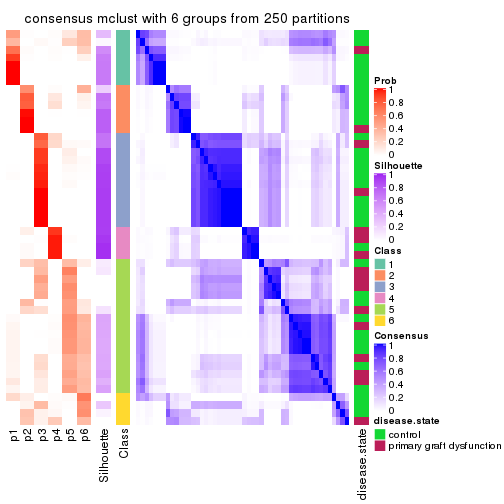 consensus mclust with 6 groups from 250 partitions
Prob
1
0.8
0.6
0.4
0.2
0
Silhouette
1
0.8
0.6
0.4
0.2
0
Class
1
2
3
4
5
6
Consensus
1
0.8
0.6
0.4
0.2
0
disease.state
control
primary graft dysfunction
p1
p2
p3
p4
p5
p6
Silhouette
Class
disease.state